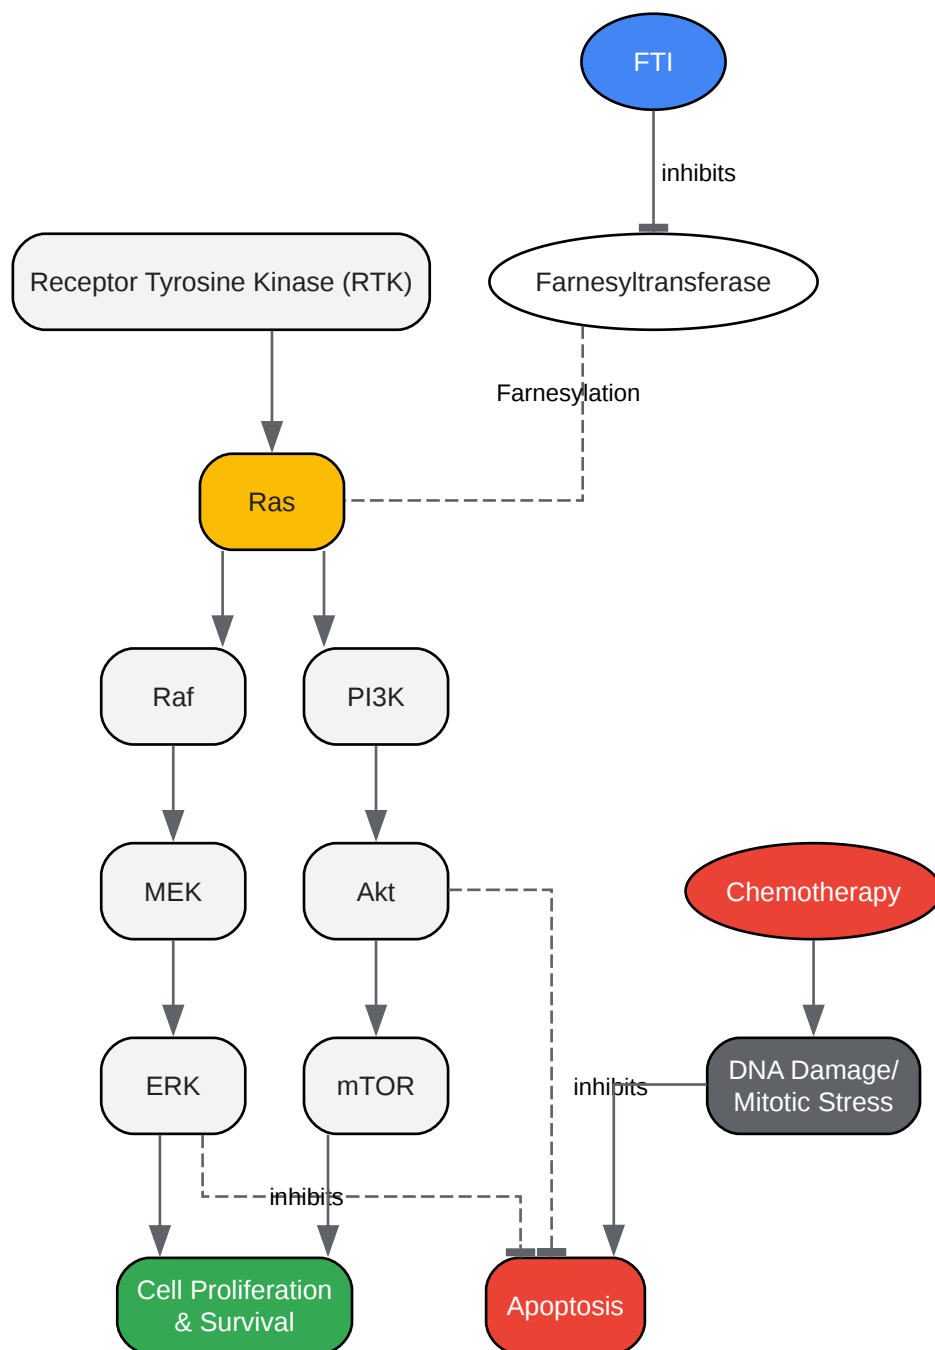 FTI
inhibits
Receptor Tyrosine Kinase (RTK)
Farnesyltransferase
Farnesylation
Ras
Raf
PI3K
MEK
Akt
Chemotherapy
ERK
mTOR
inhibits
DNA Damage/
Mitotic Stress
inhibits
Cell Proliferation
& Survival
Apoptosis